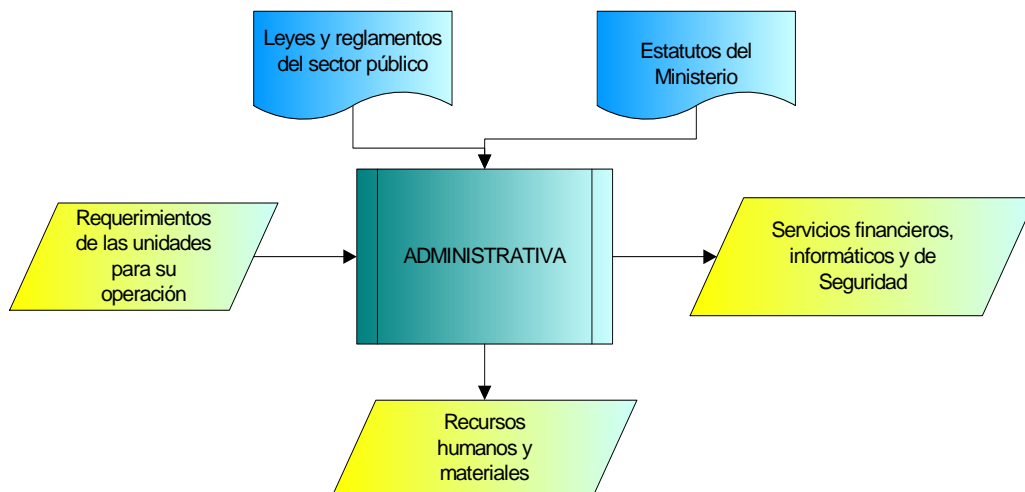 Leyes y reglamentos
del sector público
Estatutos del
Ministerio
Requerimientos
de las unidades
para su
operación
ADMINISTRATIVA
Servicios financieros,
informáticos y de
Seguridad
Recursos
humanos y
materiales